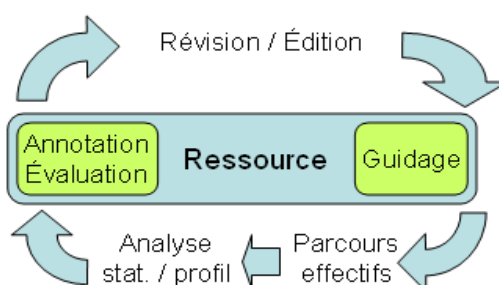 Révision / Édition
Annotation
Évaluation
Ressource
Guidage
Analyse
stat. / profil
Parcours
effectifs